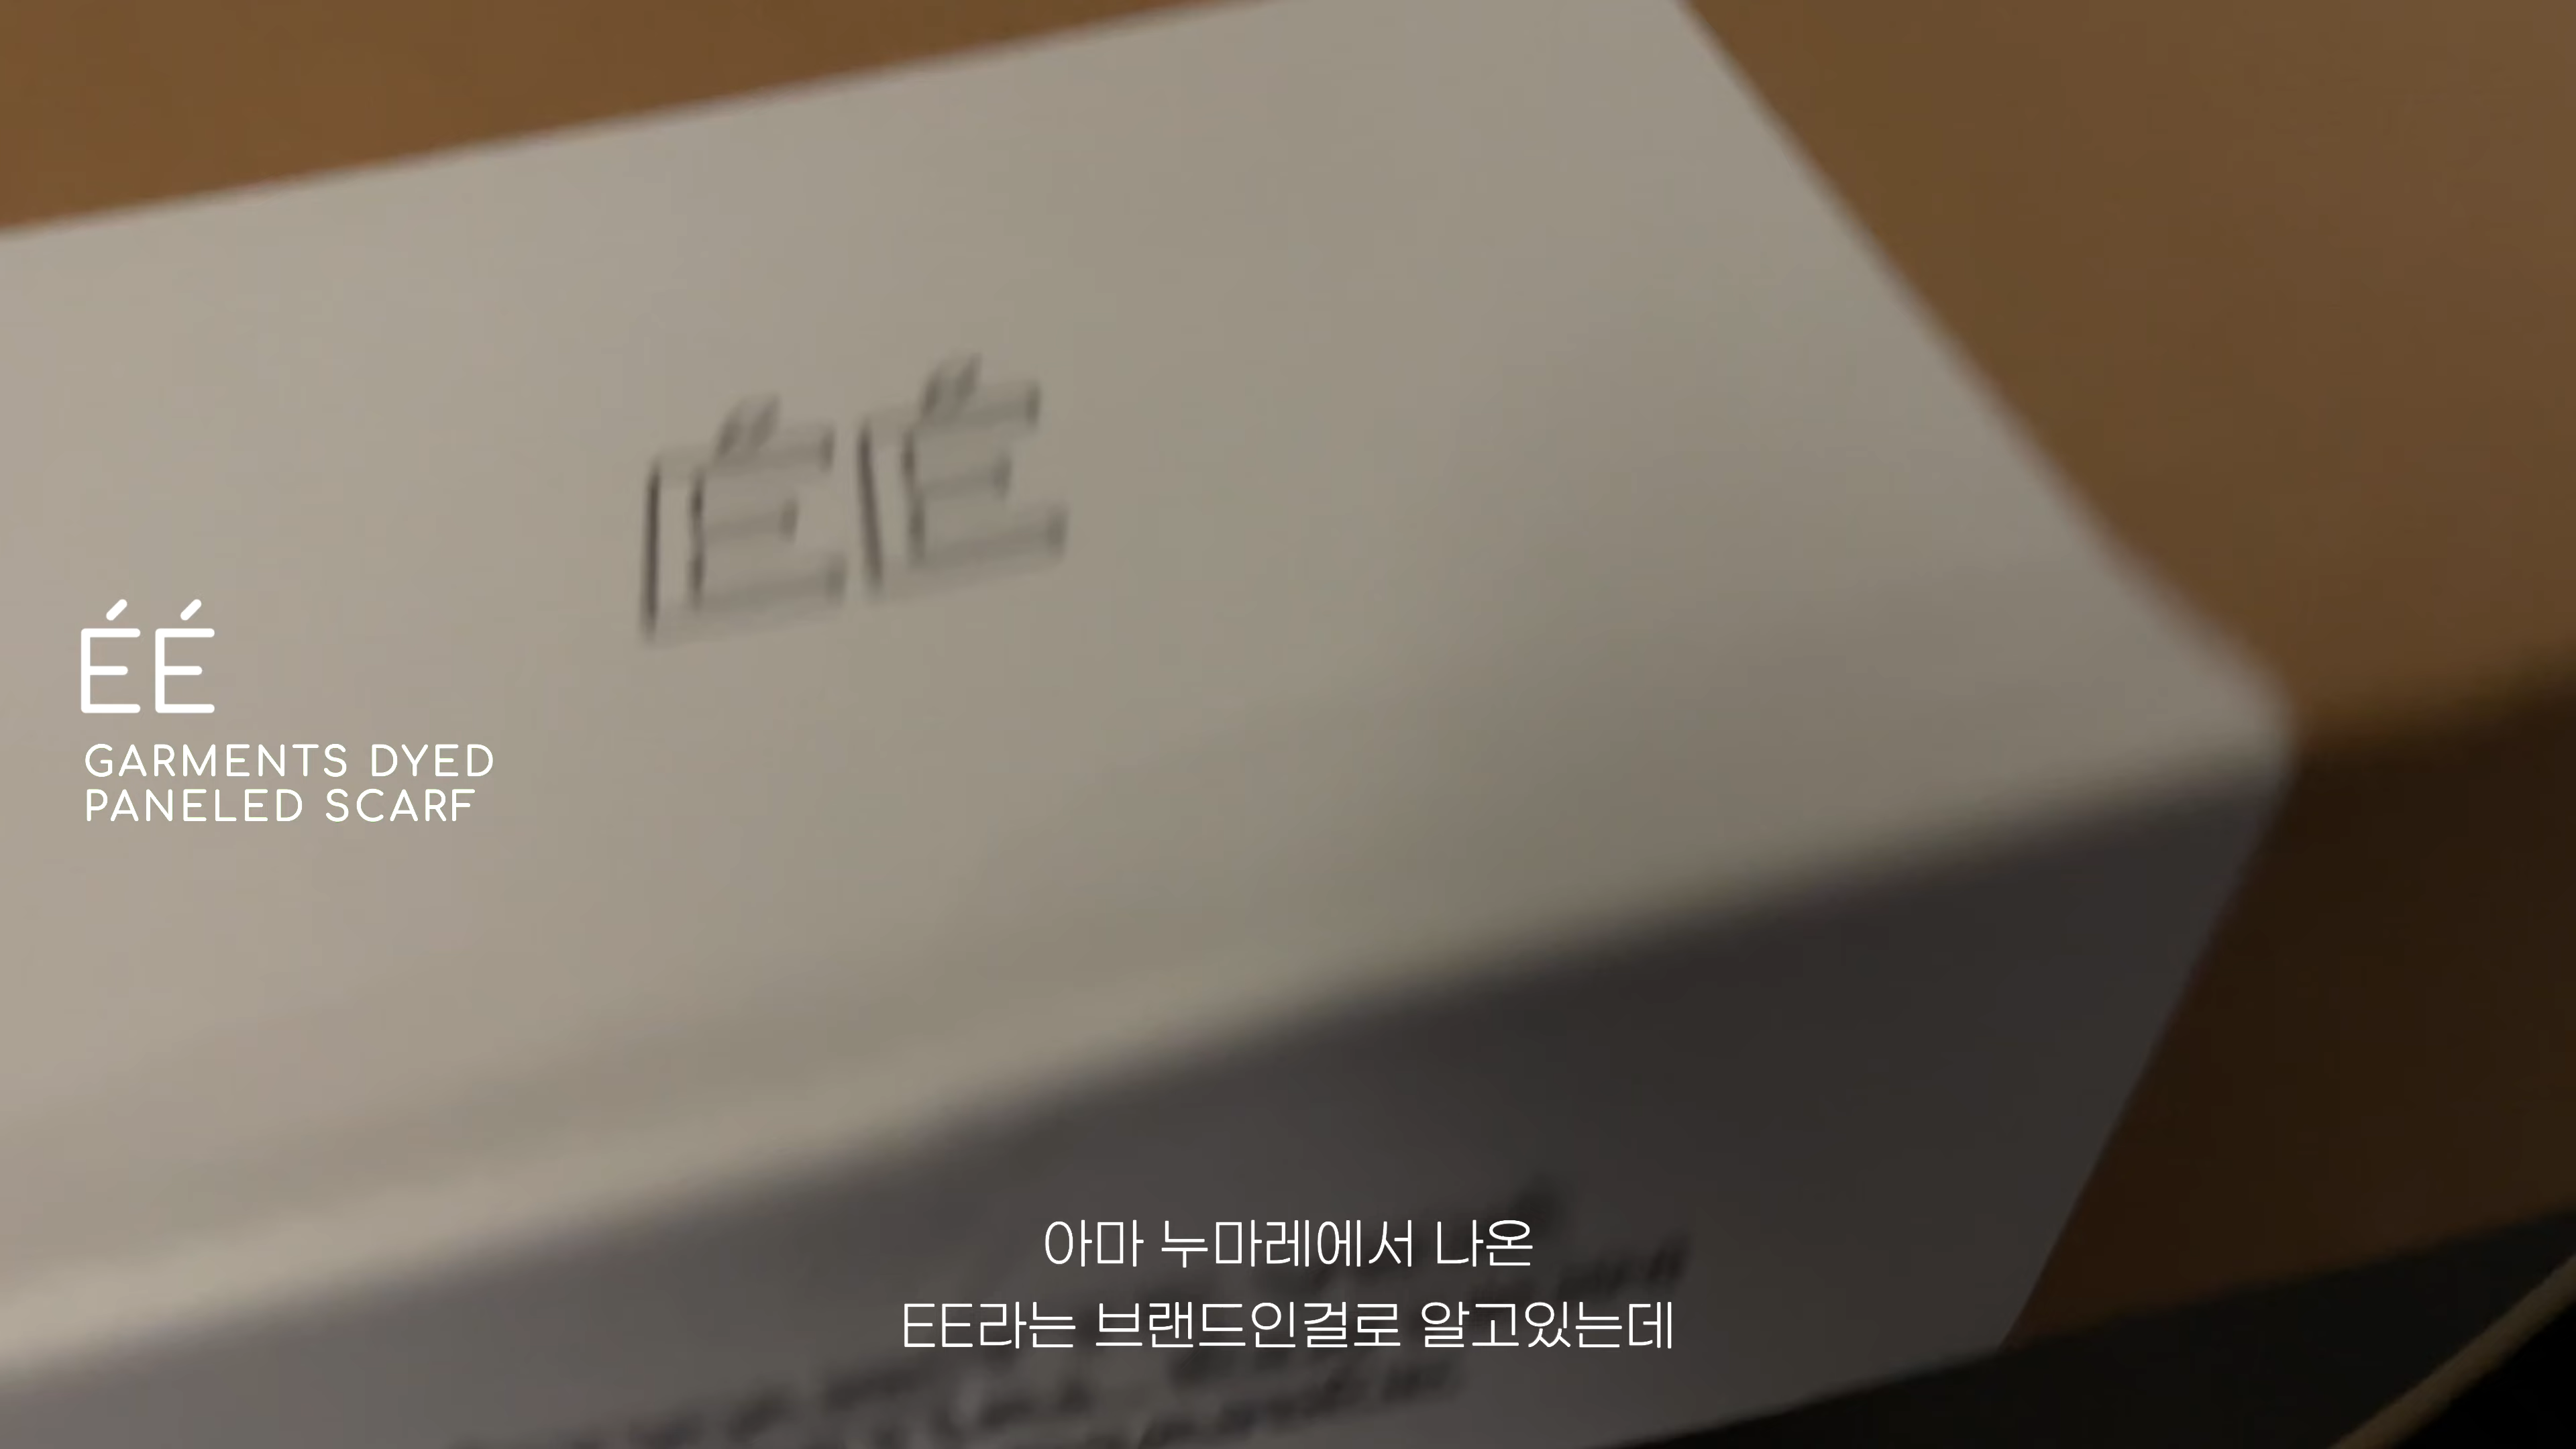 ÉÉ
ÉÉ
GARMENTS DYED
PANELED SCARF
아마 누마레에서 나온
EE라는 브랜드인걸로 알고있는데